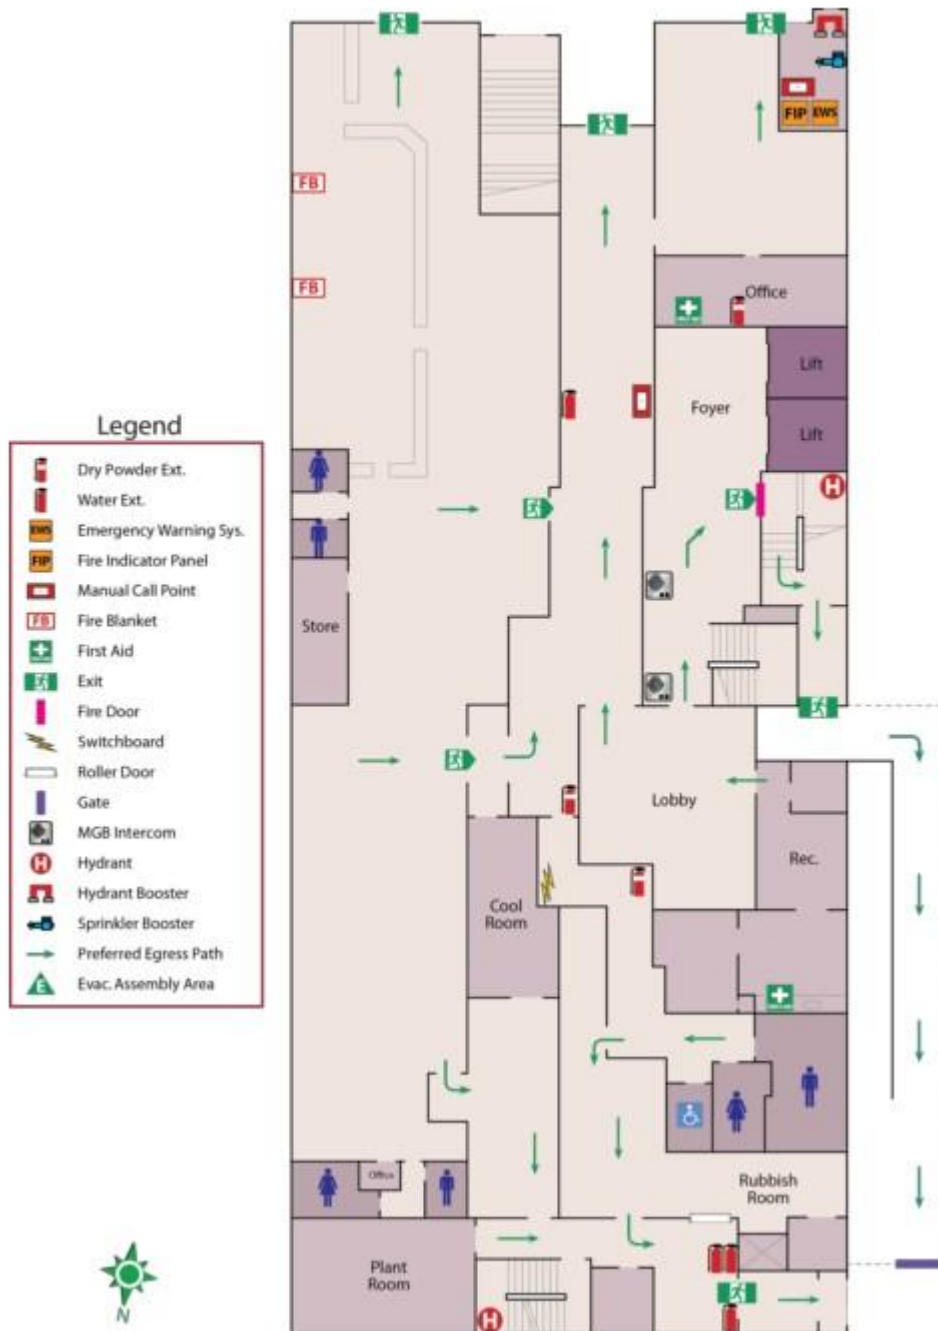 FIP
EWS
FB
FB
Office
Lift
Foyer
Lift
H
Store
Lobby
Rec.
Cool
Room
Office
Rubbish
Room
Plant
Room
H
N
Legend
Dry Powder Ext.
Water Ext.
EWS
Emergency Warning Sys.
FIP
Fire Indicator Panel
Manual Call Point
FB
Fire Blanket
First Aid
Exit
Fire Door
Switchboard
Roller Door
Gate
MGB Intercom
H
Hydrant
Hydrant Booster
Sprinkler Booster
Preferred Egress Path
E
Evac. Assembly Area